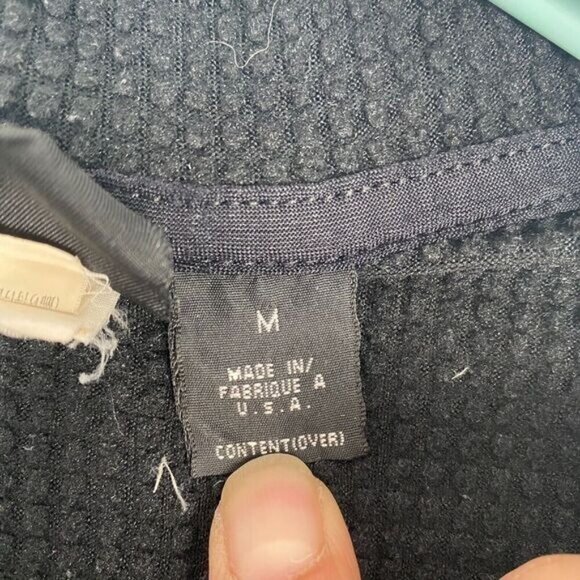 M
MADE IN/
FABRIQUE A
U.S.A.
CONTENT(OVER)